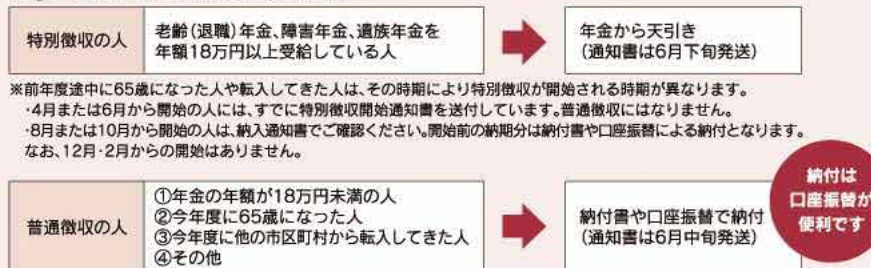 特別徴収の人
老齢(退職)年金、障害年金、遺族年金を
年額18万円以上受給している人
年金から天引き
(通知書は6月下旬発送)
※前年度途中に65歳になった人や転入してきた人は、その時期により特別徴収が開始される時期が異なります。
・4月または6月から開始の人には、すでに特別徴収開始通知書を送付しています。普通徴収にはなりません。
・8月または10月から開始の人は、納入通知書でご確認ください。開始前の納期分は納付書や口座振替による納付となります。
なお、12月・2月からの開始はありません。
納付は
口座振替が
便利です
普通徴収の人
①年金の年額が18万円未満の人
②今年度に65歳になった人
③今年度に他の市区町村から転入してきた人
④その他
納付書や口座振替で納付
(通知書は6月中旬発送)